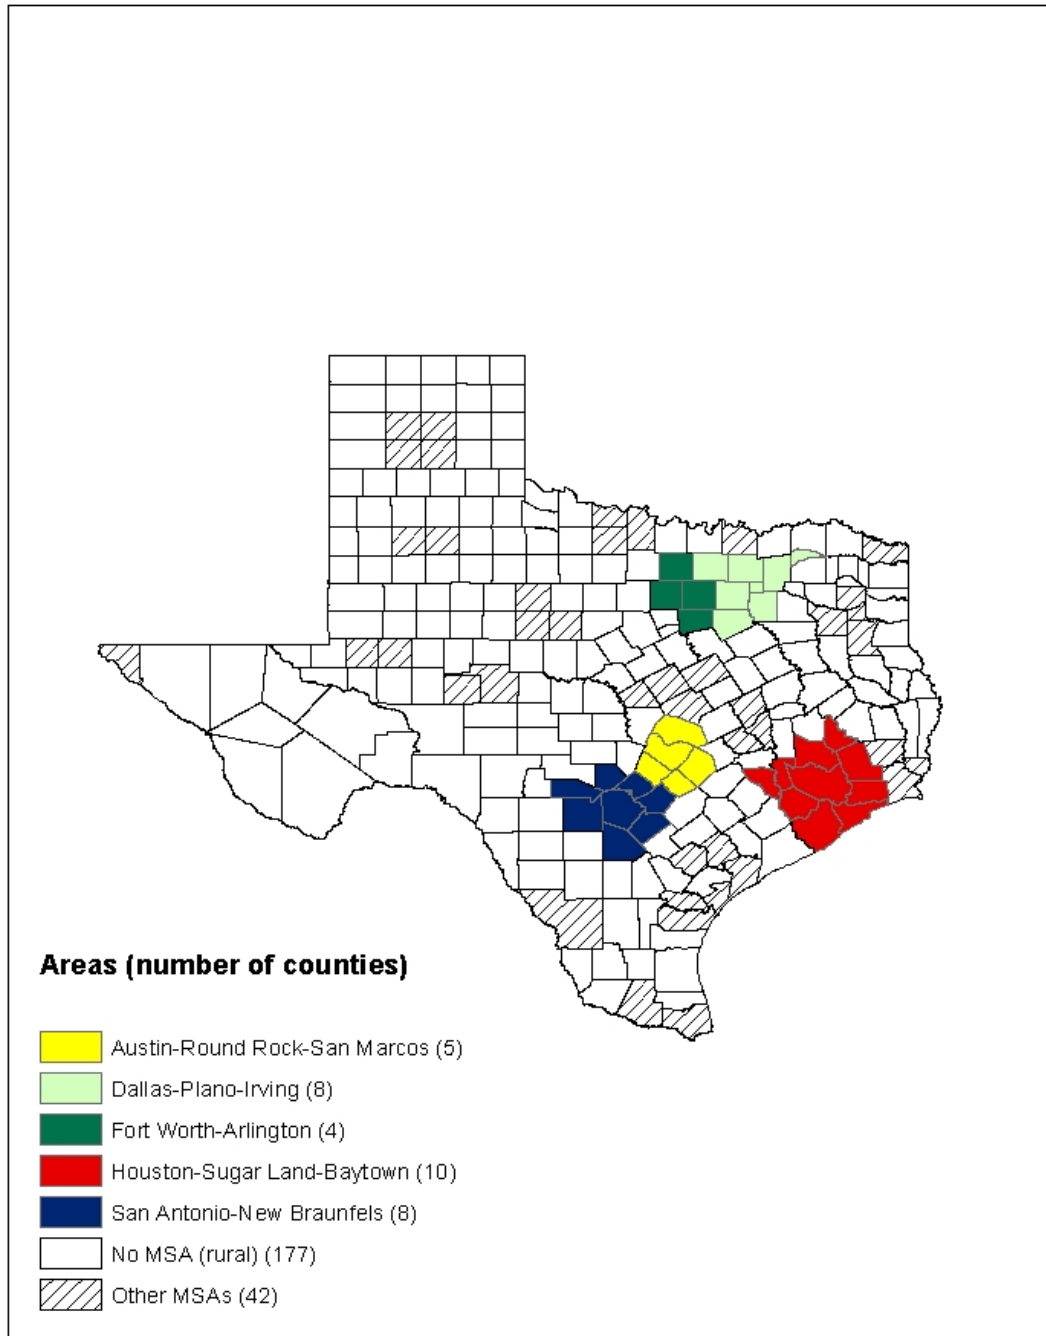 Areas (number of counties)
Austin-Round Rock-San Marcos (5)
Dallas-Plano-Irving (8)
Fort Worth-Arlington (4)
Houston-Sugar Land-Baytown (10)
San Antonio-New Braunfels (8)
No MSA (rural) (177)
Other MSAs (42)